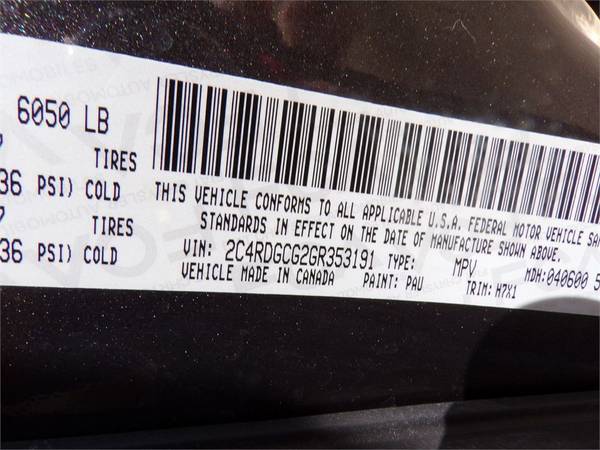 6050 LB
TIRES
36 PSI) COLD
7 TIRES
36 PSI) COLD
THIS VEHICLE CONFORMS TO ALL APPLICABLE U.S.A. FEDERAL MOTOR VEHICLE SA
STANDARDS IN EFFECT ON THE DATE OF MANUFACTURE SHOWN ABOVE.
VIN: 2C4RDGCG2GR353191 TYPE: MPV MDH:040600 5
VEHICLE MADE IN CANADA PAINT: PAU TRIM: H7X1